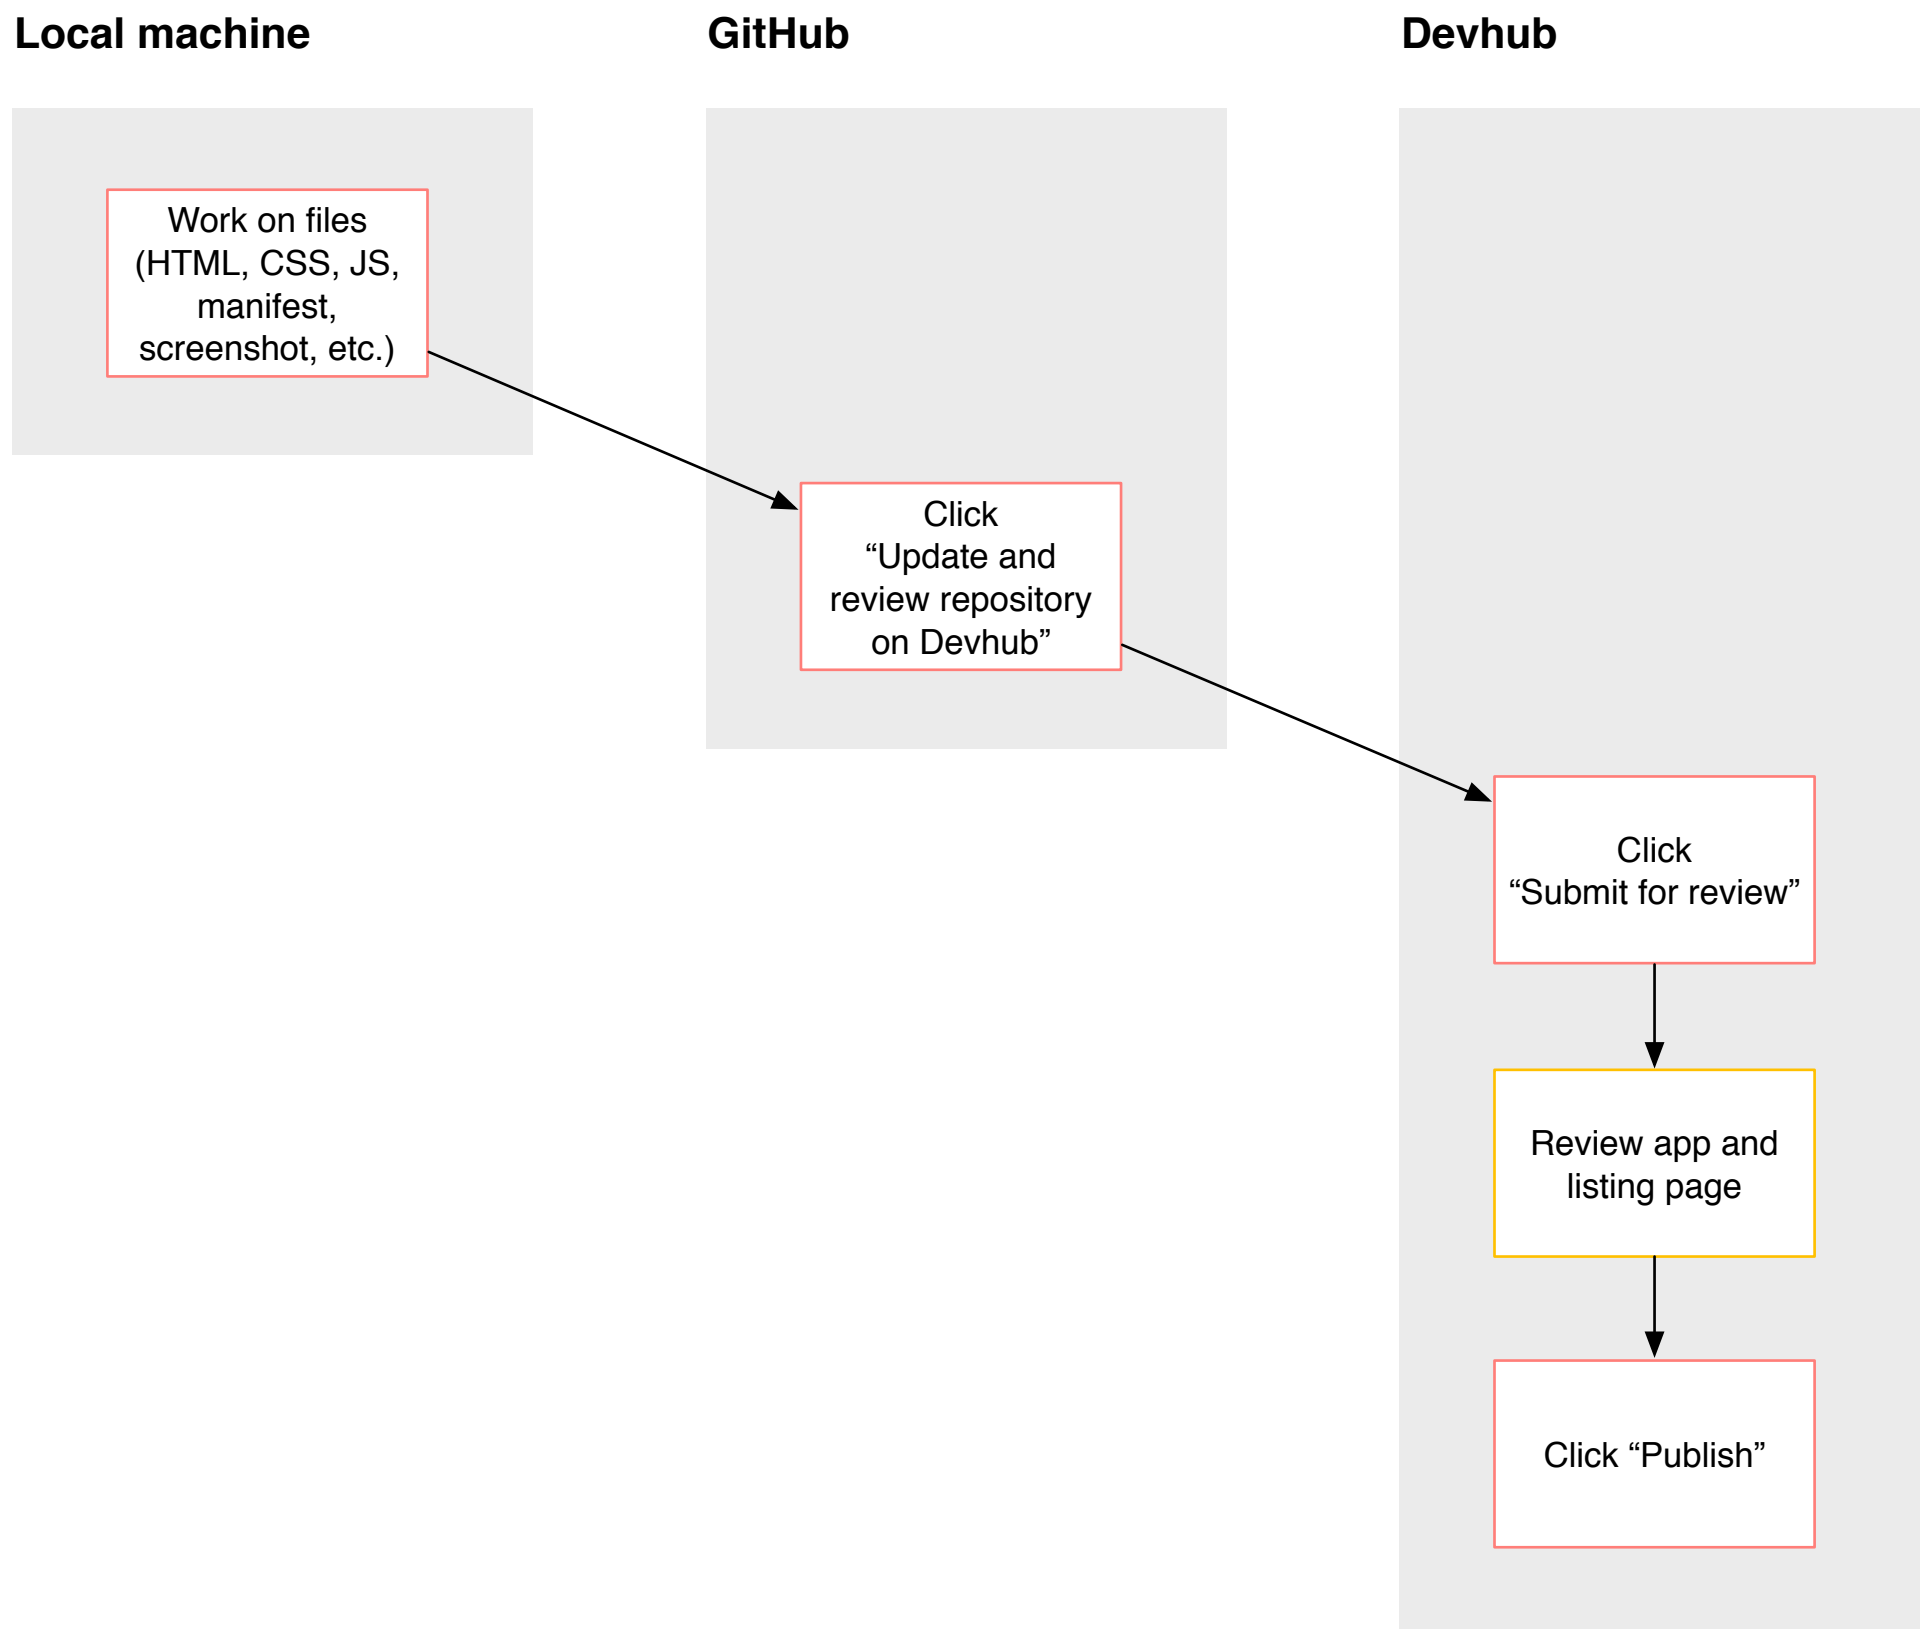 Local machine
GitHub
Devhub
Work on files
(HTML, CSS, JS,
manifest,
screenshot, etc.)
Click
“Update and
review repository
on Devhub”
Click
“Submit for review”
Review app and
listing page
Click “Publish”